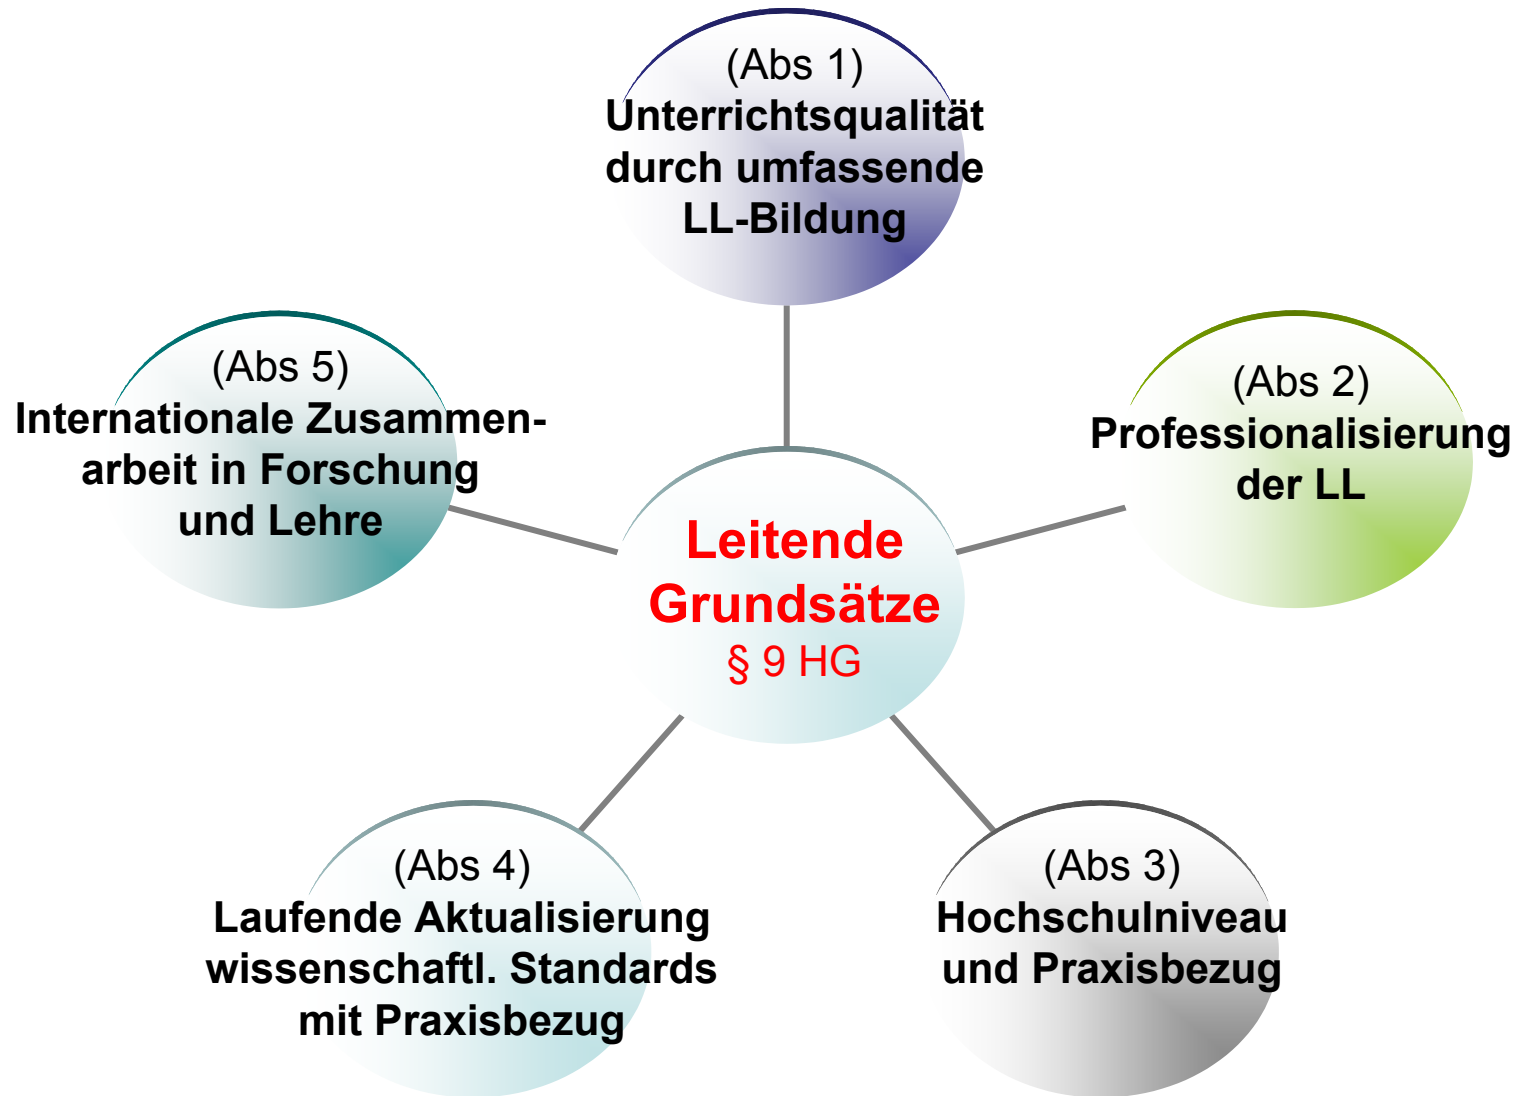 (Abs 1)
Unterrichtsqualität
durch umfassende
LL-Bildung
(Abs 5)
Internationale Zusammen-
arbeit in Forschung
und Lehre
(Abs 2)
Professionalisierung
der LL
Leitende
Grundsätze
§ 9 HG
(Abs 4)
Laufende Aktualisierung
wissenschaftl. Standards
mit Praxisbezug
(Abs 3)
Hochschulniveau
und Praxisbezug